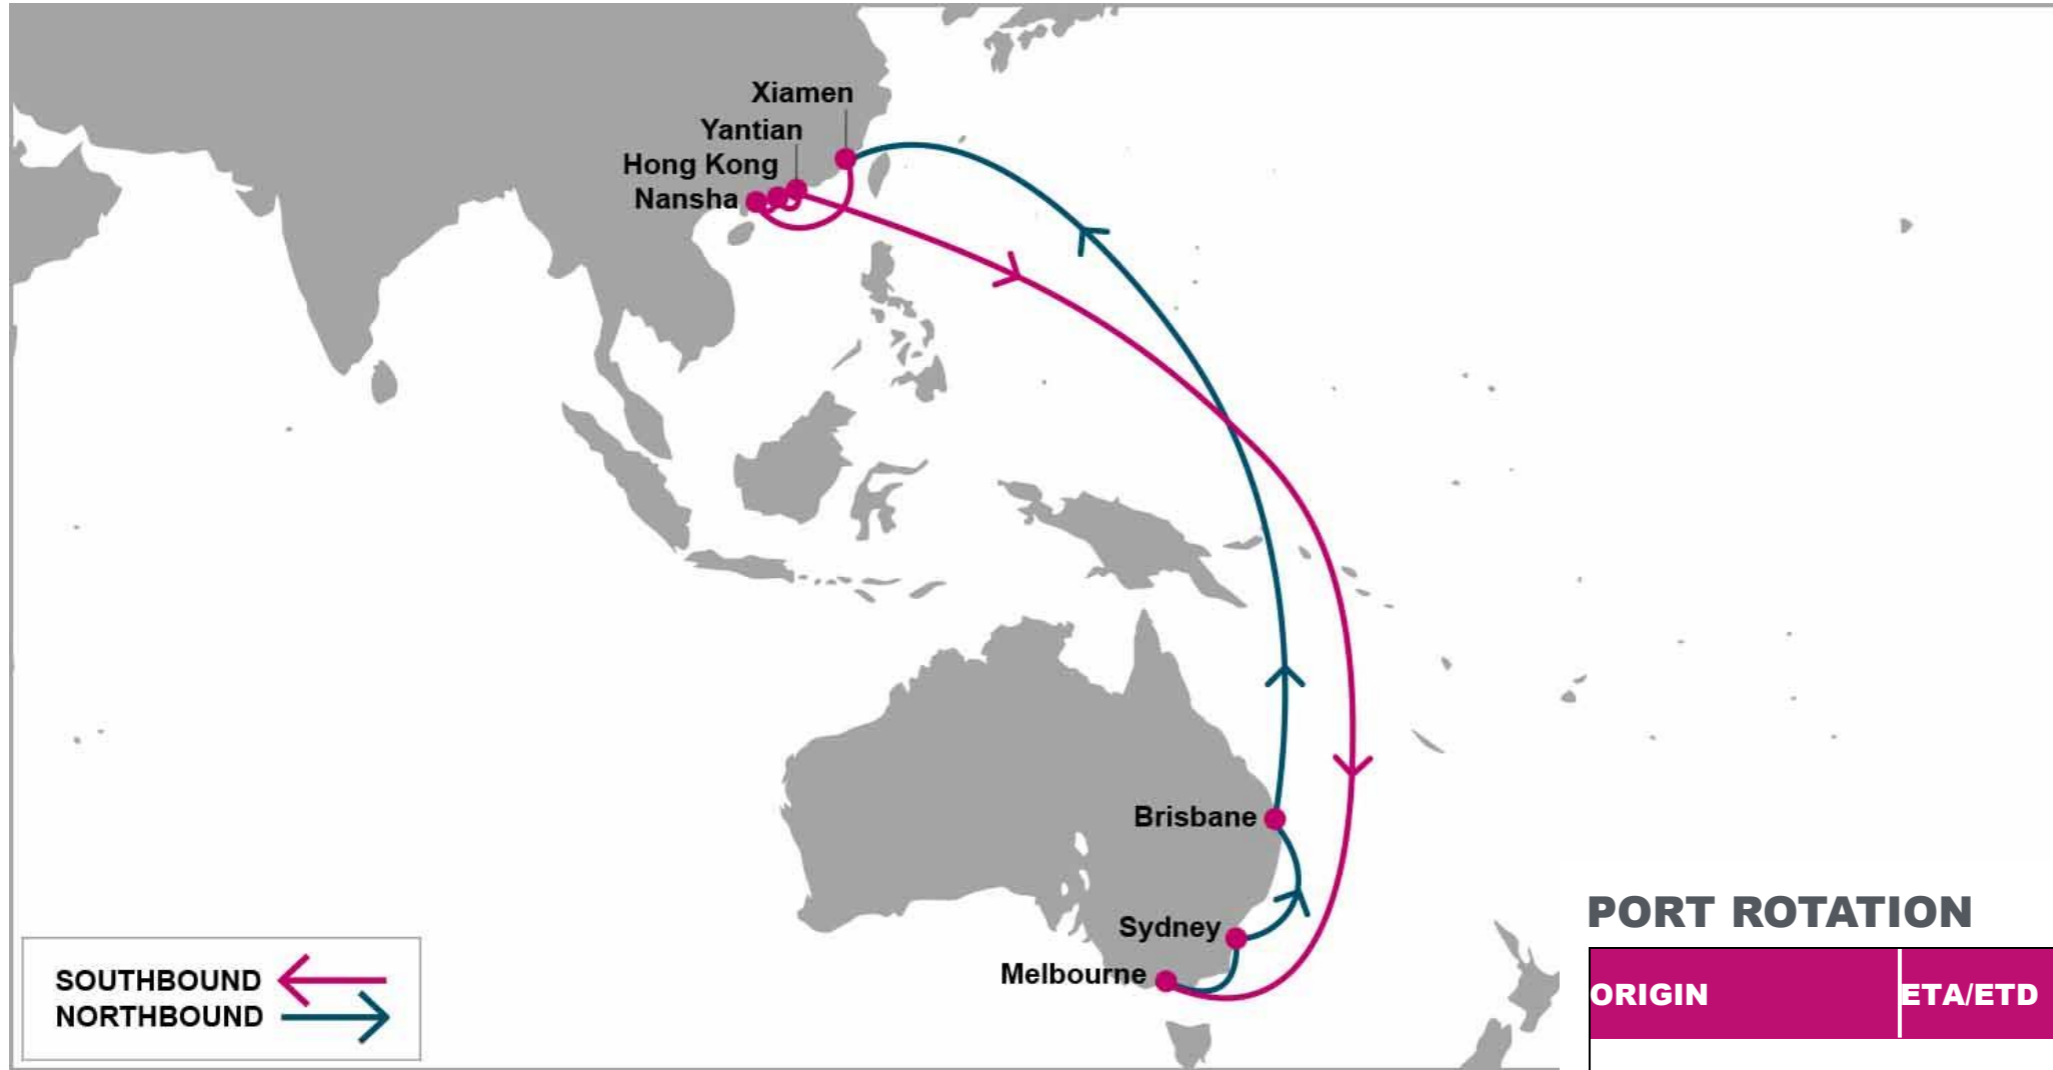 Xiamen
Yantian
Hong Kong
Nansha
Brisbane
Sydney
Melbourne
SOUTHBOUND
NORTHBOUND
PORT ROTATION
ORIGIN ETA/ETD